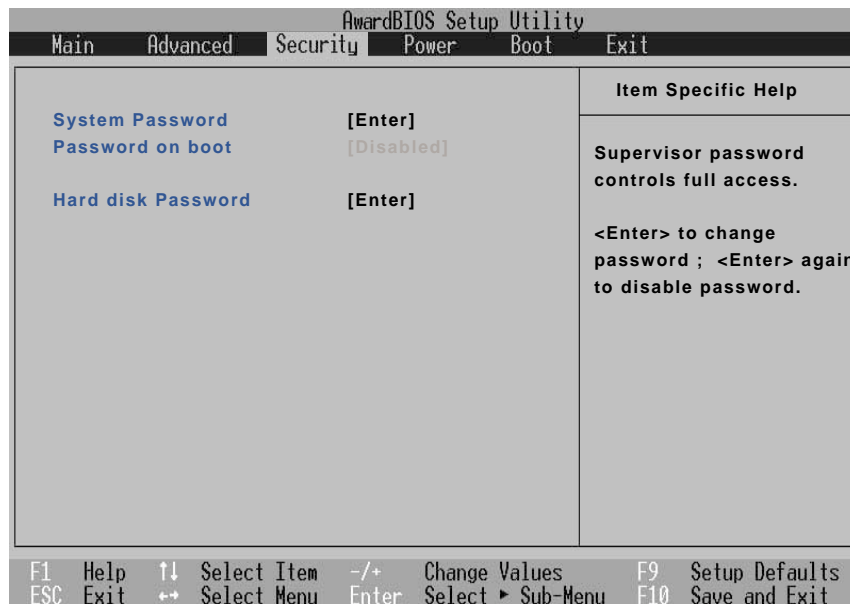 AwardBIOS Setup Utility
Main Advanced Security Power Boot Exit
System Password [Enter]
Password on boot [Disabled]
Hard disk Password [Enter]
Item Specific Help
Supervisor password
controls full access.
<Enter> to change
password ; <Enter> again
to disable password.
F1 Help ↑↓ Select Item -/+ Change Values F9 Setup Defaults
ESC Exit ←→ Select Menu Enter Select ▸ Sub-Menu F10 Save and Exit